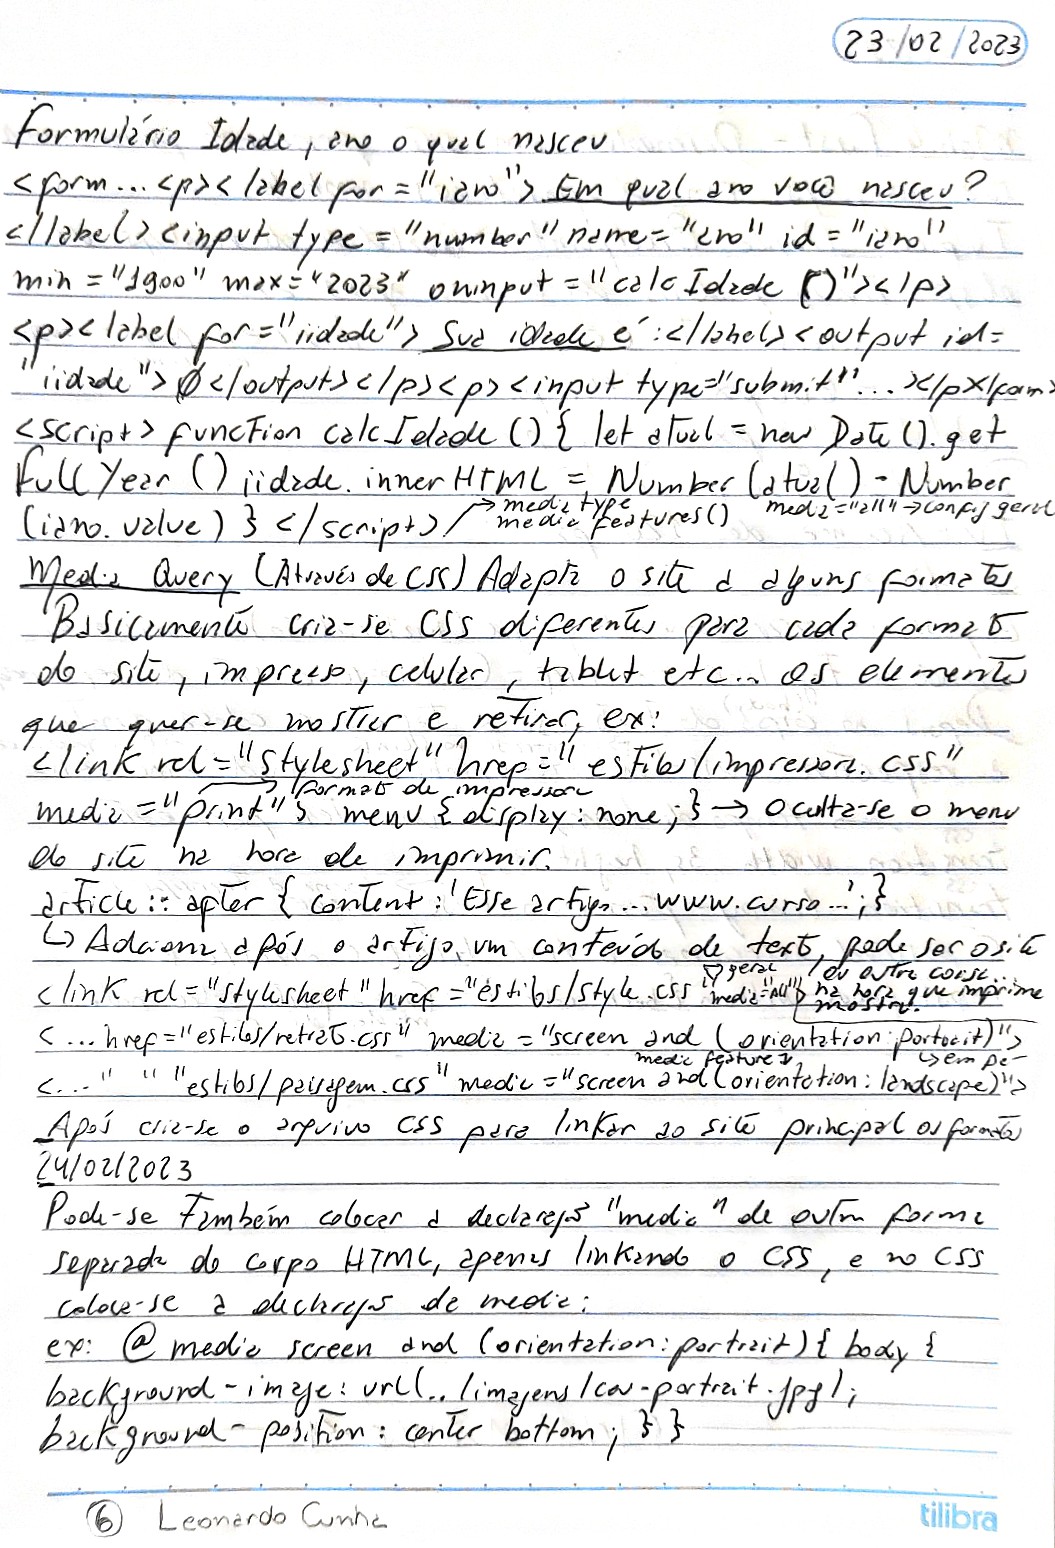 23/02/2023
Formulário Idade, ano o qual nasceu
<form...<p><label for="iano"> Em qual ano você nasceu?
</label><input type="number" name="ano" id="iano"
min="1900" max="2023" oninput="calcIdade()"></p>
<p><label for="iidade"> Sua idade é:</label><output id=
"iidade">0</output></p><p><input type="submit"...></p></form>
<script> function calcIdade() { let atual = new Date().get
FullYear() iidade.innerHTML = Number(atual) - Number
(iano.value) } </script>
media type
media features()
media="all" → config geral
Media Query (Através de CSS) Adapta o site a alguns formatos
Basicamente cria-se CSS diferentes para cada formato
do site, impresso, celular, tablet etc... os elementos
que quer-se mostrar e retirar, ex:
<link rel="stylesheet" href="estilos/impressora.css"
formato de impressora
media="print"> menu {display: none;} → Oculta-se o menu
do site na hora de imprimir.
article::after { content: 'Esse artigo...www.curso...'; }
↳ Adiciona após o artigo, um conteúdo de texto, pode ser o site
geral ou outra coisa...
<link rel="stylesheet" href="estilos/style.css" media="All"> na hora que imprime
mostra.
<...href="estilos/retrato.css" media="screen and (orientation:portrait)">
media feature ↳ em pé
<..." " "estilos/paisagem.css" media="screen and (orientation: landscape)">
Após cria-se o arquivo CSS para linkar ao site principal os formatos
24/02/2023
Pode-se também colocar a declaração "media" de outra forma
separada do corpo HTML, apenas linkando o CSS, e no CSS
coloca-se a declaração de media:
ex: @media screen and (orientation: portrait) { body {
background-image: url(../imagens/cav-portrait.jpg);
background-position: center bottom; } }
6 Leonardo Cunha
tilibra